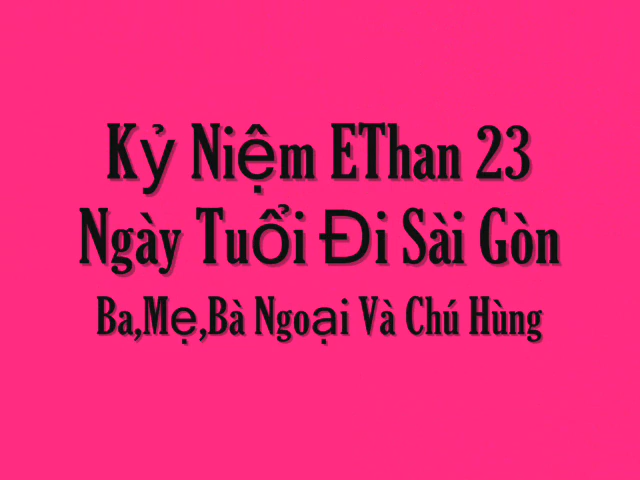 Kỷ Niệm EThan 23
Ngày Tuổi Đi Sài Gòn
Ba,Mẹ,Bà Ngoại Và Chú Hùng